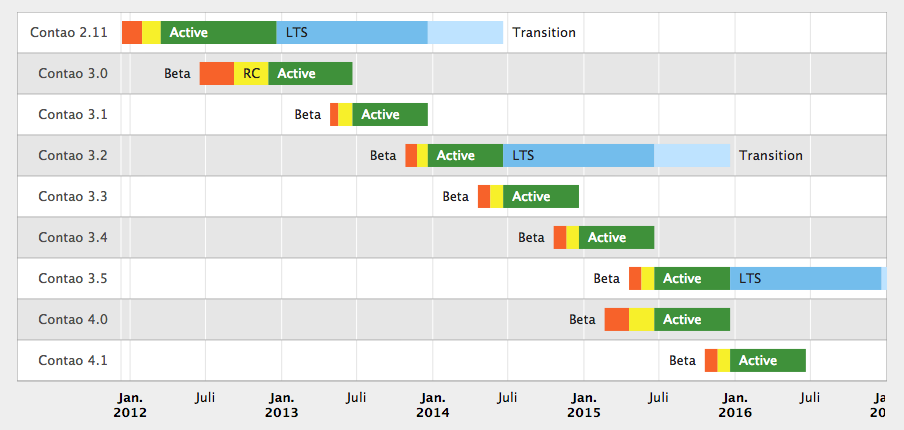 Contao 2.11 Active LTS Transition
Contao 3.0 Beta RC Active
Contao 3.1 Beta Active
Contao 3.2 Beta Active LTS Transition
Contao 3.3 Beta Active
Contao 3.4 Beta Active
Contao 3.5 Beta Active LTS
Contao 4.0 Beta Active
Contao 4.1 Beta Active
Jan. Juli Jan. Juli Jan. Juli Jan. Juli Jan. Juli Ja
2012 2013 2014 2015 2016 20